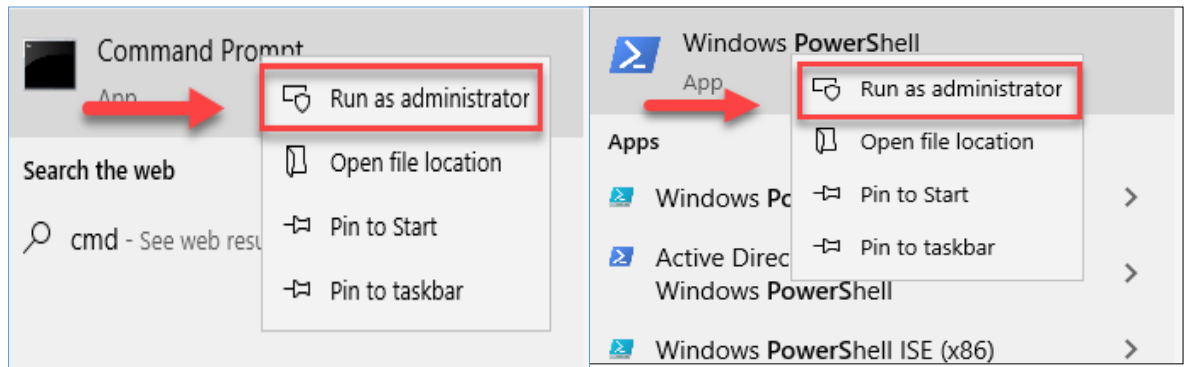 Command Prompt
App
Run as administrator
Open file location
Search the web
cmd - See web resu
Pin to Start
Pin to taskbar
Windows PowerShell
App
Run as administrator
Apps
Open file location
Windows Po
Pin to Start
Active Direc
Pin to taskbar
Windows PowerShell
Windows PowerShell ISE (x86)